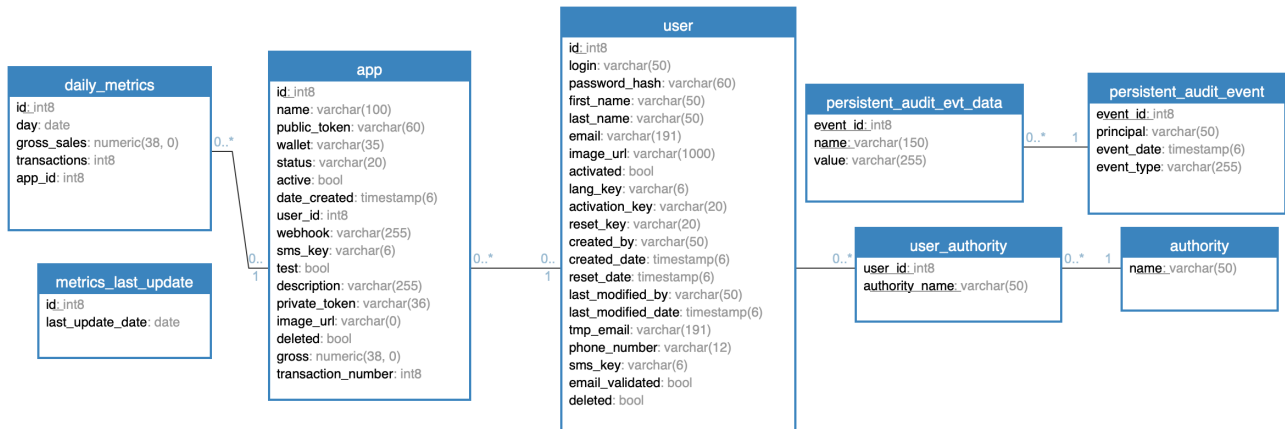 daily_metrics
id: int8
day: date
gross_sales: numeric(38, 0)
transactions: int8
app_id: int8
metrics_last_update
id: int8
last_update_date: date
0..*
0..
1
app
id: int8
name: varchar(100)
public_token: varchar(60)
wallet: varchar(35)
status: varchar(20)
active: bool
date_created: timestamp(6)
user_id: int8
webhook: varchar(255)
sms_key: varchar(6)
test: bool
description: varchar(255)
private_token: varchar(36)
image_url: varchar(0)
deleted: bool
gross: numeric(38, 0)
transaction_number: int8
0..*
0..
1
user
id: int8
login: varchar(50)
password_hash: varchar(60)
first_name: varchar(50)
last_name: varchar(50)
email: varchar(191)
image_url: varchar(1000)
activated: bool
lang_key: varchar(6)
activation_key: varchar(20)
reset_key: varchar(20)
created_by: varchar(50)
created_date: timestamp(6)
reset_date: timestamp(6)
last_modified_by: varchar(50)
last_modified_date: timestamp(6)
tmp_email: varchar(191)
phone_number: varchar(12)
sms_key: varchar(6)
email_validated: bool
deleted: bool
persistent_audit_evt_data
event_id: int8
name: varchar(150)
value: varchar(255)
0..*
1
persistent_audit_event
event_id: int8
principal: varchar(50)
event_date: timestamp(6)
event_type: varchar(255)
0..*
user_authority
user_id: int8
authority_name: varchar(50)
0..*
1
authority
name: varchar(50)